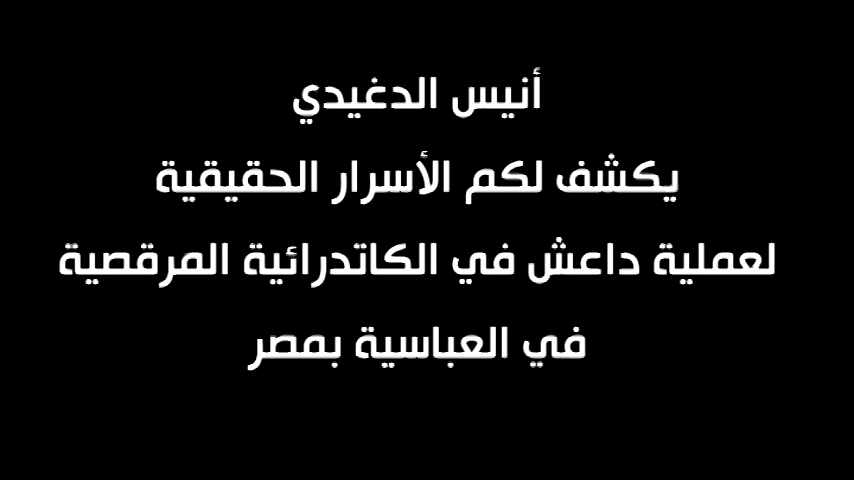 أنيس الدغيدي
يكشف لكم الأسرار الحقيقية
لعملية داعش في الكاتدرائية المرقصية
في العباسية بمصر